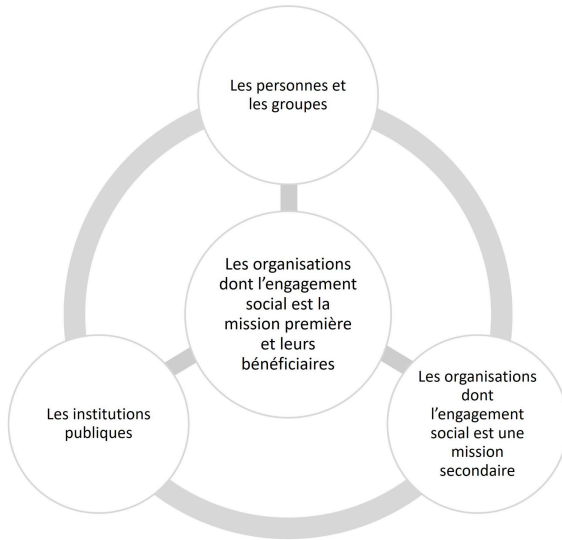 Les personnes et
les groupes
Les organisations
dont l’engagement
social est la
mission première
et leurs
bénéficiaires
Les institutions
publiques
Les organisations
dont
l’engagement
social est une
mission
secondaire